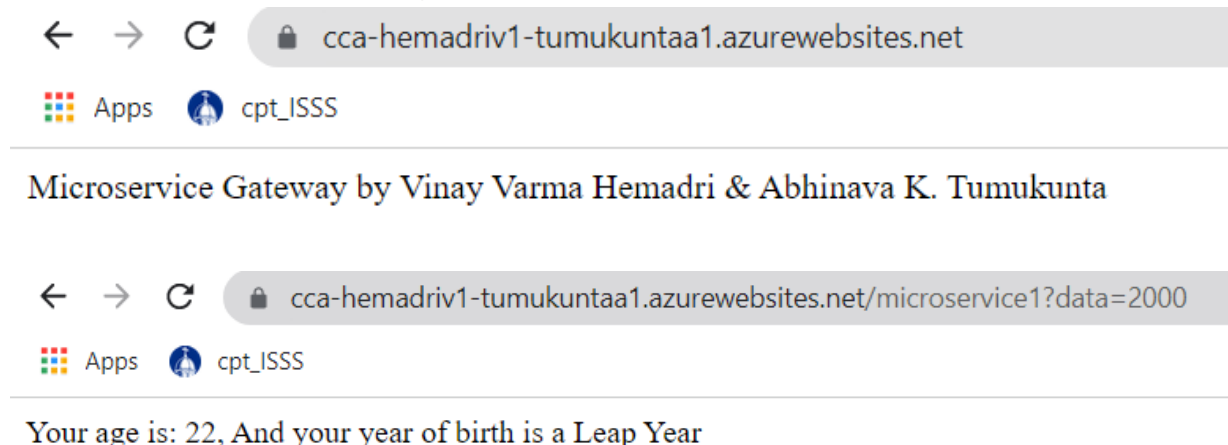 cca-hemadriv1-tumukuntaa1.azurewebsites.net
Apps cpt_ISSS
Microservice Gateway by Vinay Varma Hemadri & Abhinava K. Tumukunta
cca-hemadriv1-tumukuntaa1.azurewebsites.net/microservice1?data=2000
Apps cpt_ISSS
Your age is: 22, And your year of birth is a Leap Year